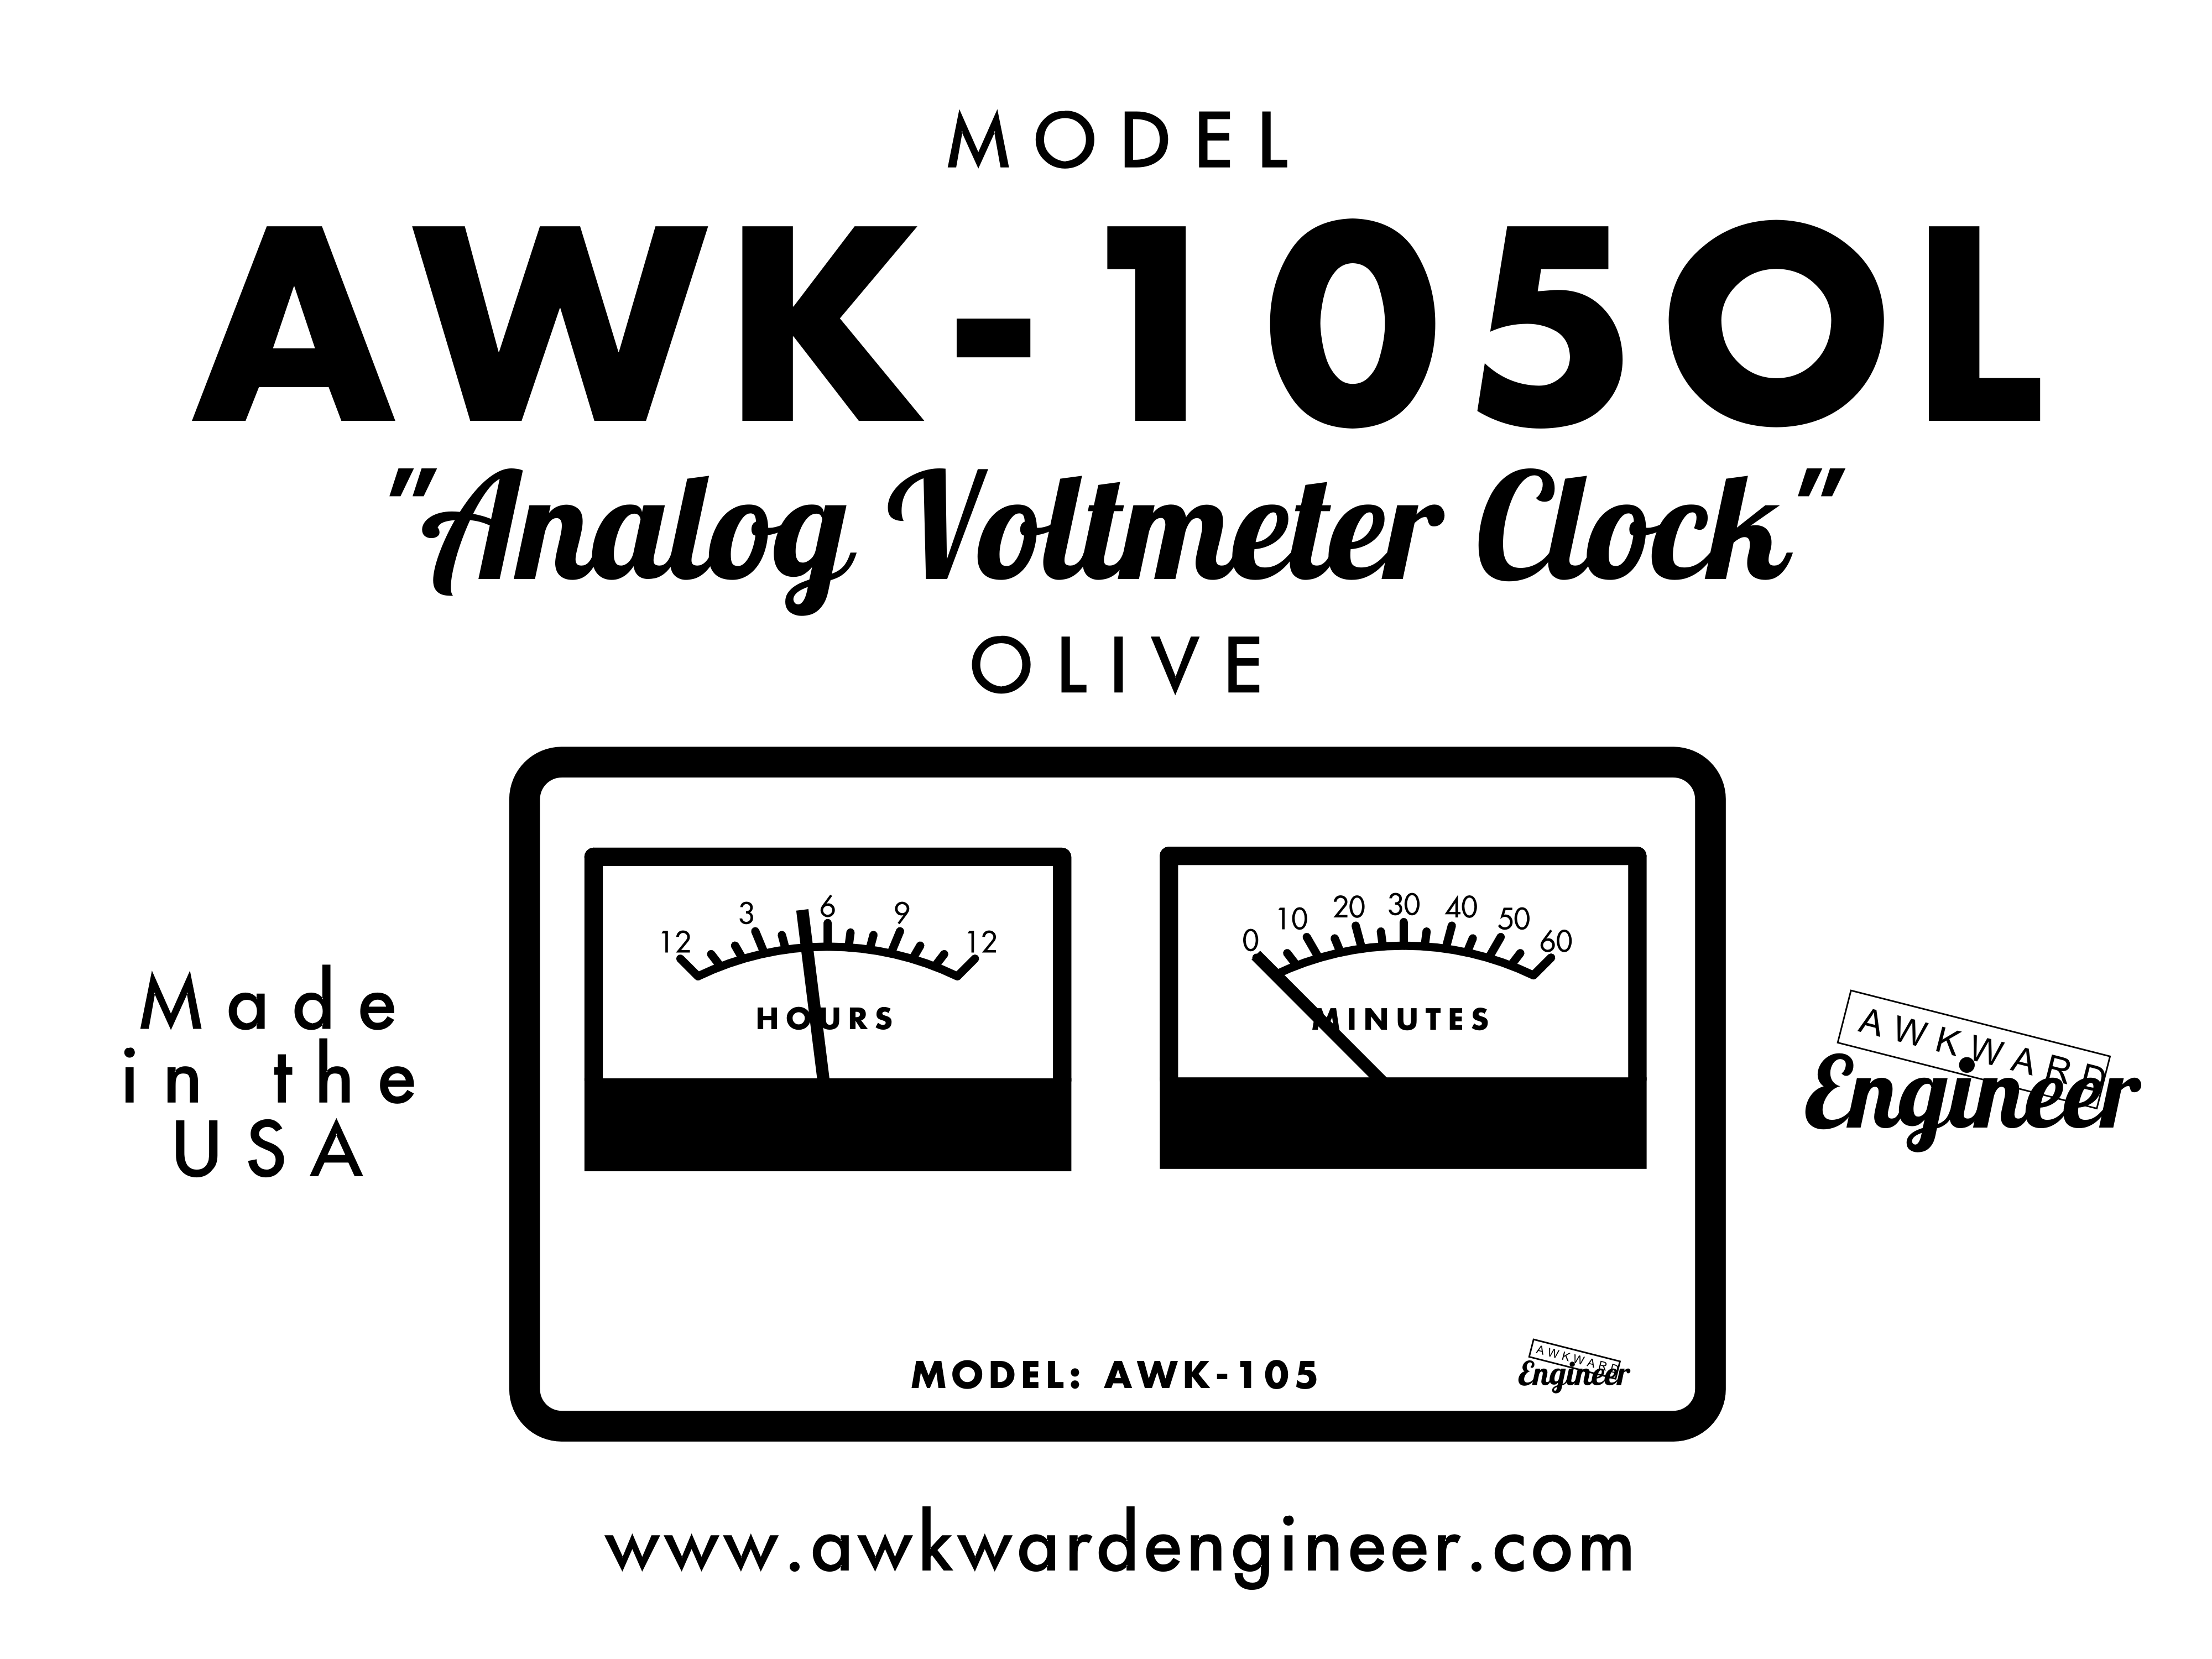 MODEL
AWK-105OL
"Analog Voltmeter Clock"
OLIVE
Made
in the
USA
12 3 6 9 12
HOURS
0 10 20 30 40 50 60
MINUTES
MODEL: AWK-105
AWKWARD
Engineer
AWKWARD
Engineer
www.awkwardengineer.com